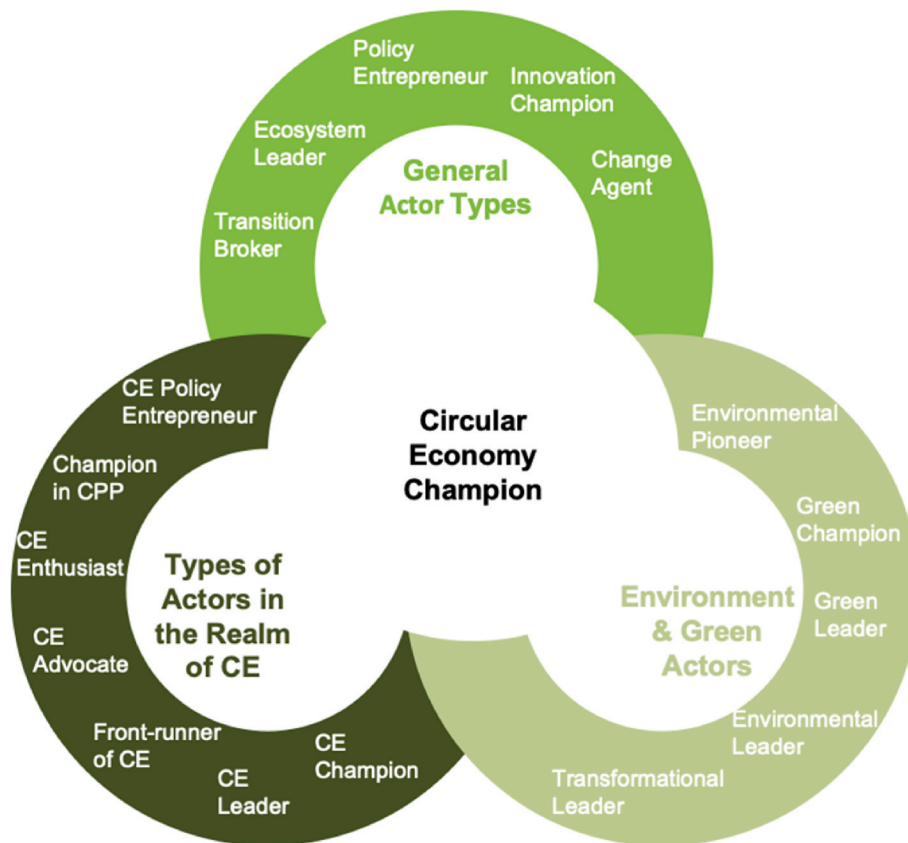 Policy
Entrepreneur
Innovation
Champion
Ecosystem
Leader
Change
Agent
Transition
Broker
General
Actor Types
CE Policy
Entrepreneur
Champion
in CPP
CE
Enthusiast
CE
Advocate
Front-runner
of CE
CE
Leader
CE
Champion
Types of
Actors in
the Realm
of CE
Circular
Economy
Champion
Environmental
Pioneer
Green
Champion
Green
Leader
Environmental
Leader
Transformational
Leader
Environment
& Green
Actors